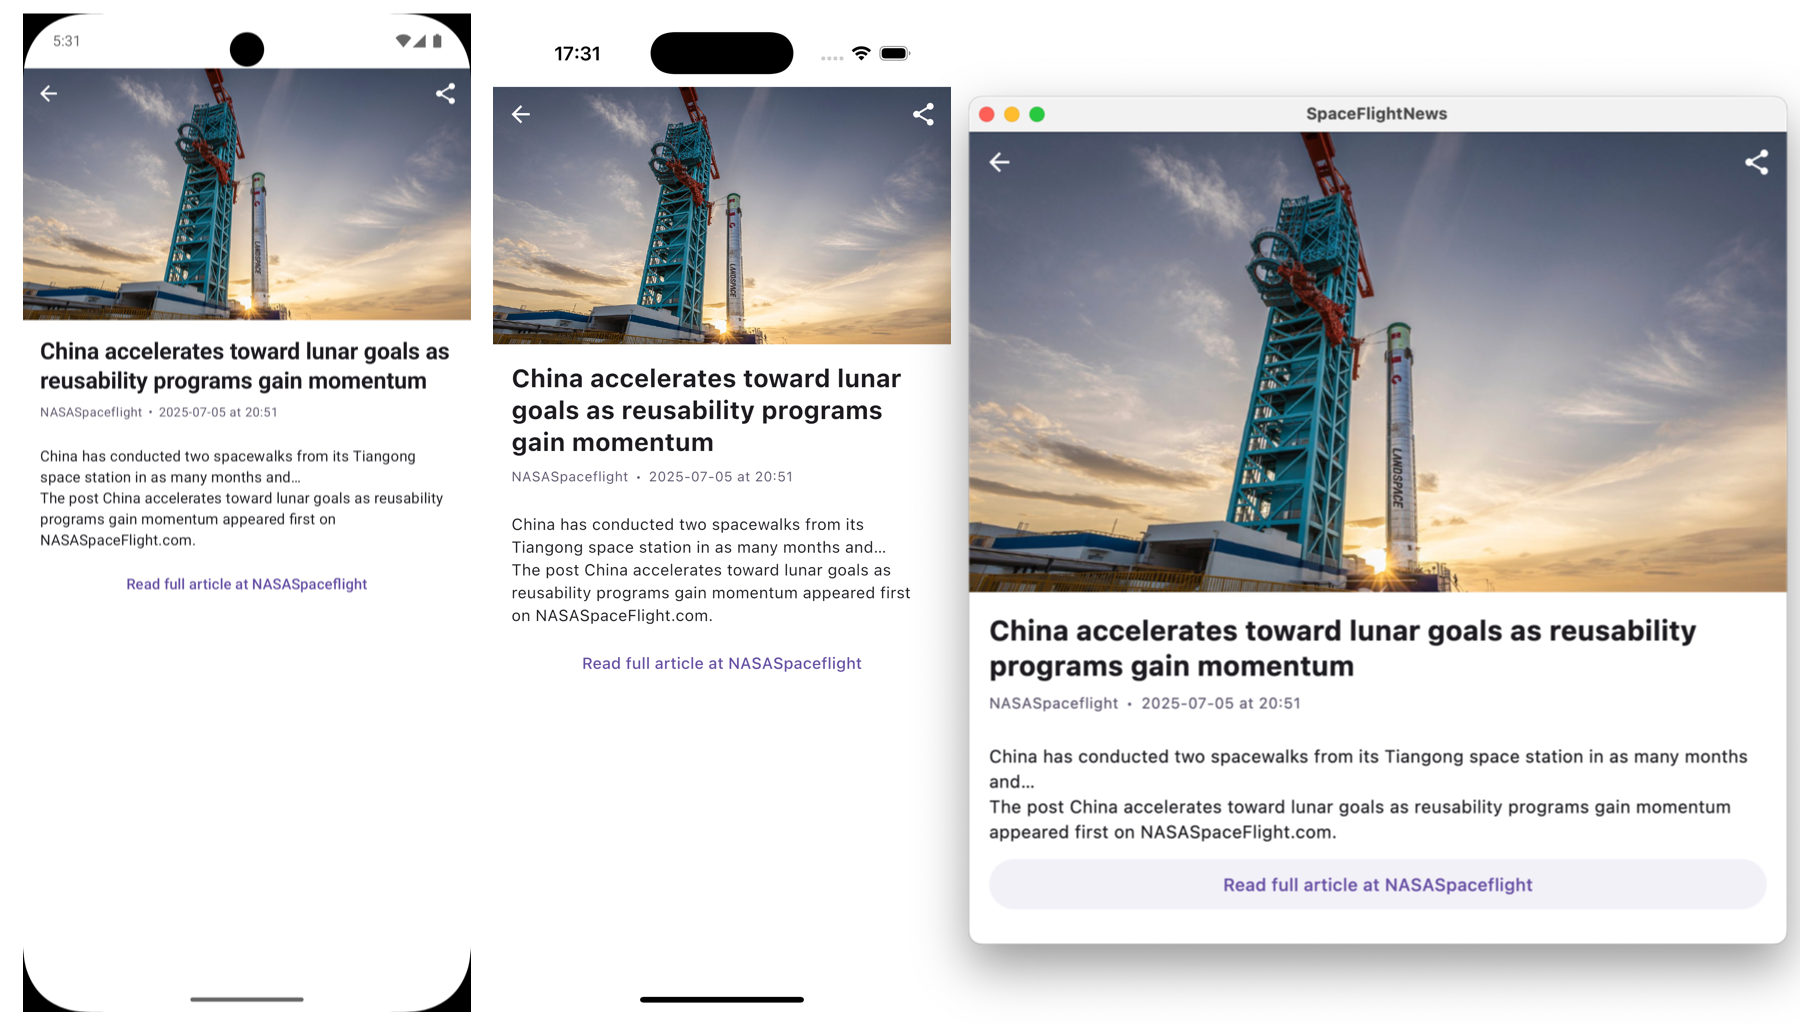 5:31
LANDSPACE
China accelerates toward lunar goals as
reusability programs gain momentum
NASASpaceflight • 2025-07-05 at 20:51
China has conducted two spacewalks from its Tiangong
space station in as many months and...
The post China accelerates toward lunar goals as reusability
programs gain momentum appeared first on
NASASpaceFlight.com.
Read full article at NASASpaceflight
17:31
LANDSPACE
China accelerates toward lunar
goals as reusability programs
gain momentum
NASASpaceflight • 2025-07-05 at 20:51
China has conducted two spacewalks from its
Tiangong space station in as many months and...
The post China accelerates toward lunar goals as
reusability programs gain momentum appeared first
on NASASpaceFlight.com.
Read full article at NASASpaceflight
SpaceFlightNews
LANDSPACE
China accelerates toward lunar goals as reusability
programs gain momentum
NASASpaceflight • 2025-07-05 at 20:51
China has conducted two spacewalks from its Tiangong space station in as many months
and...
The post China accelerates toward lunar goals as reusability programs gain momentum
appeared first on NASASpaceFlight.com.
Read full article at NASASpaceflight